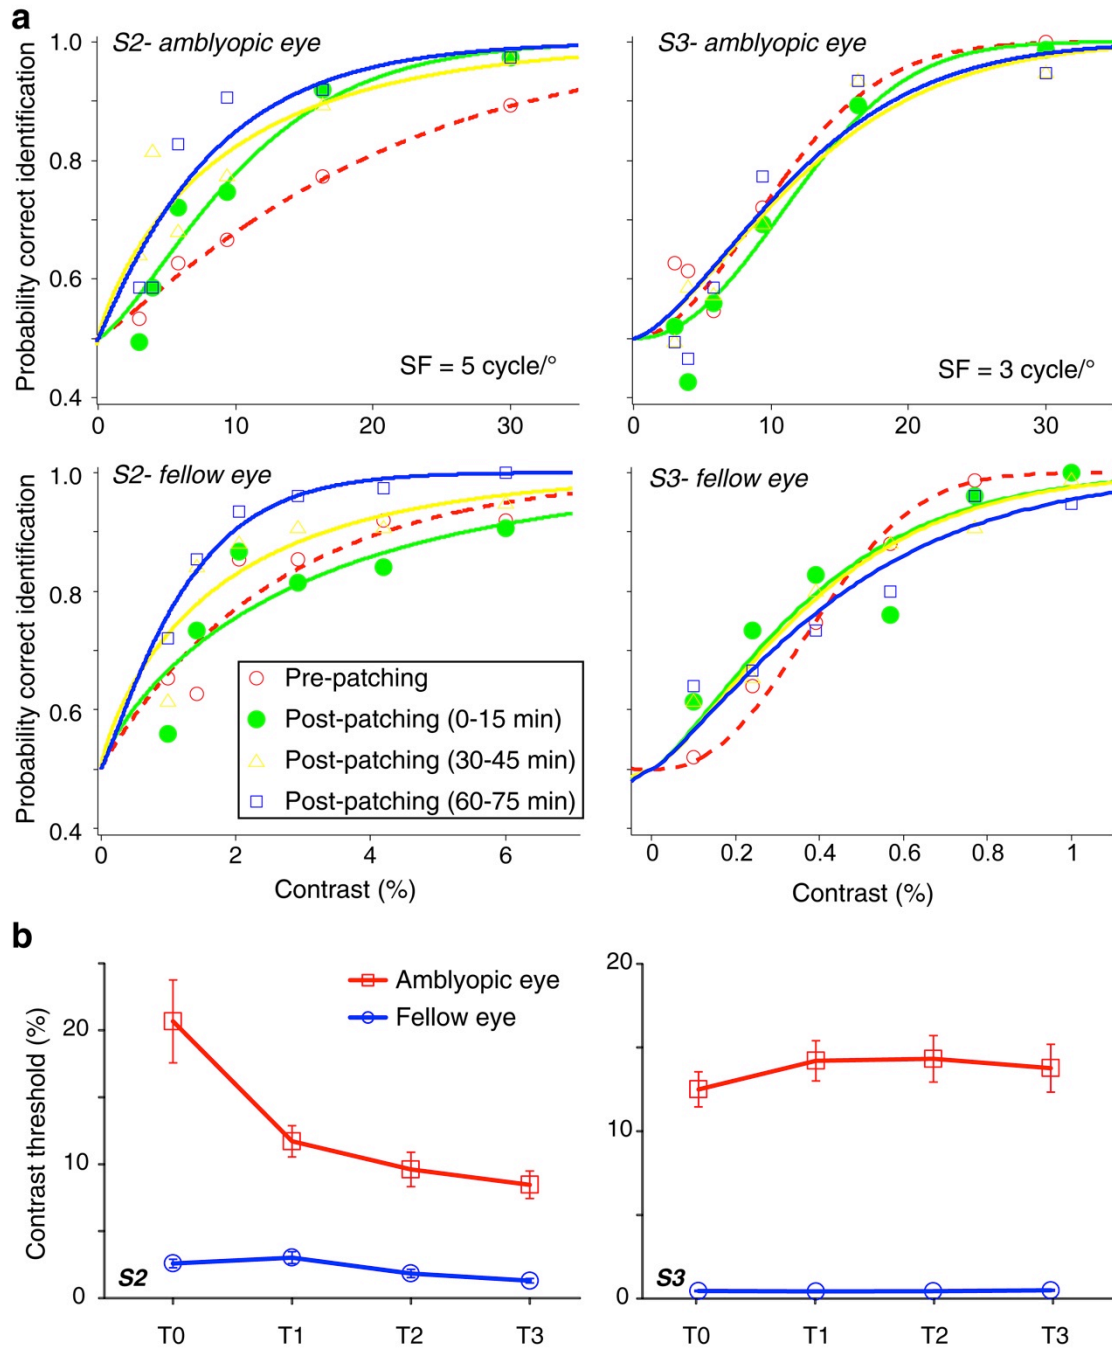 a
S2- amblyopic eye
S3- amblyopic eye
Probability correct identification
1.0
0.8
0.6
0.4
SF = 5 cycle/°
SF = 3 cycle/°
0 10 20 30
0 10 20 30
S2- fellow eye
S3- fellow eye
Probability correct identification
1.0
0.8
0.6
0.4
Pre-patching
Post-patching (0-15 min)
Post-patching (30-45 min)
Post-patching (60-75 min)
0 2 4 6
0 0.2 0.4 0.6 0.8 1
Contrast (%)
Contrast (%)
b
Amblyopic eye
Fellow eye
Contrast threshold (%)
20
10
0
20
10
0
S2
S3
T0 T1 T2 T3
T0 T1 T2 T3